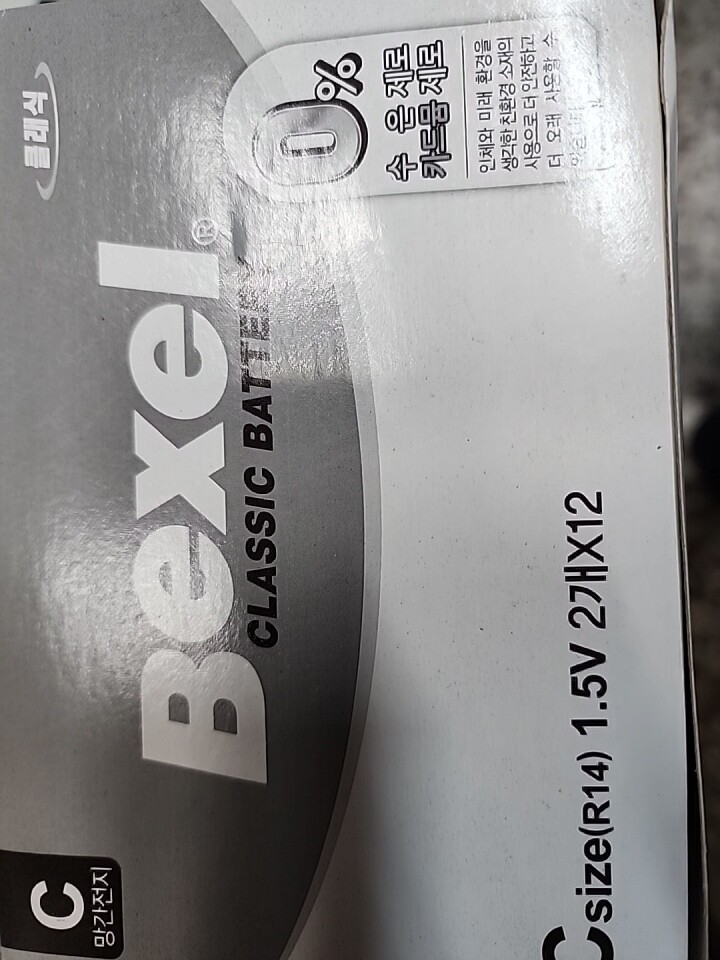 클래식
Bexel®
CLASSIC BATT
0%
수 은 제로
카드뮴 제로
인체와 미래 환경을
생각한 친환경 소재의
사용으로 더 안전하고
더 오래 사용할 수
C
망간전지
C size(R14) 1.5V 2개X12